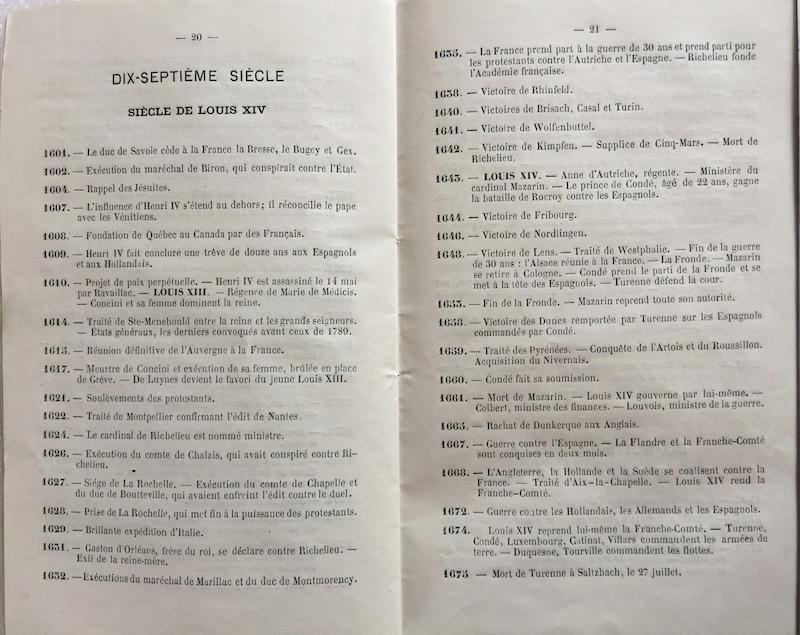 — 20 —
DIX-SEPTIÈME SIÈCLE
SIÈCLE DE LOUIS XIV
1601. — Le duc de Savoie cède à la France la Bresse, le Bugey et Gex.
1602. — Exécution du maréchal de Biron, qui conspirait contre l'État.
1604. — Rappel des Jésuites.
1607. — L'influence d'Henri IV s'étend au dehors; il réconcilie le pape
avec les Vénitiens.
1608. — Fondation de Québec au Canada par des Français.
1609. — Henri IV fait conclure une trêve de douze ans aux Espagnols
et aux Hollandais.
1610. — Projet de paix perpétuelle. — Henri IV est assassiné le 14 mai
par Ravaillac. — LOUIS XIII. — Régence de Marie de Médicis.
— Concini et sa femme dominent la reine.
1614. — Traité de Ste-Menehould entre la reine et les grands seigneurs.
— États généraux, les derniers convoqués avant ceux de 1789.
1615. — Réunion définitive de l'Auvergne à la France.
1617. — Meurtre de Concini et exécution de sa femme, brûlée en place
de Grève. — De Luynes devient le favori du jeune Louis XIII.
1621. — Soulèvements des protestants.
1622. — Traité de Montpellier confirmant l'édit de Nantes.
1624. — Le cardinal de Richelieu est nommé ministre.
1626. — Exécution du comte de Chalais, qui avait conspiré contre Ri-
chelieu.
1627. — Siége de La Rochelle. — Exécution du comte de Chapelle et
du duc de Boutteville, qui avaient enfreint l'édit contre le duel.
1628. — Prise de La Rochelle, qui met fin à la puissance des protestants.
1629. — Brillante expédition d'Italie.
1631. — Gaston d'Orléans, frère du roi, se déclare contre Richelieu. —
Exil de la reine-mère.
1632. — Exécutions du maréchal de Marillac et du duc de Montmorency.
— 21 —
1635. — La France prend part à la guerre de 30 ans et prend parti pour
les protestants contre l'Autriche et l'Espagne. — Richelieu fonde
l'Académie française.
1638. — Victoire de Rhinfeld.
1640. — Victoires de Brisach, Casal et Turin.
1641. — Victoire de Wolfenbuttel.
1642. — Victoire de Kimpfen. — Supplice de Cinq-Mars. — Mort de
Richelieu.
1643. — LOUIS XIV. — Anne d'Autriche, régente. — Ministère du
cardinal Mazarin. — Le prince de Condé, âgé de 22 ans, gagne
la bataille de Rocroy contre les Espagnols.
1644. — Victoire de Fribourg.
1646. — Victoire de Nordlingen.
1648. — Victoire de Lens. — Traité de Westphalie. — Fin de la guerre
de 30 ans : l'Alsace réunie à la France. — La Fronde. — Mazarin
se retire à Cologne. — Condé prend le parti de la Fronde et se
met à la tête des Espagnols. — Turenne défend la cour.
1653. — Fin de la Fronde. — Mazarin reprend toute son autorité.
1658. — Victoire des Dunes remportée par Turenne sur les Espagnols
commandés par Condé.
1659. — Traité des Pyrénées. — Conquête de l'Artois et du Roussillon.
Acquisition du Nivernais.
1660. — Condé fait sa soumission.
1661. — Mort de Mazarin. — Louis XIV gouverne par lui-même. —
Colbert, ministre des finances. — Louvois, ministre de la guerre.
1663. — Rachat de Dunkerque aux Anglais.
1667. — Guerre contre l'Espagne. — La Flandre et la Franche-Comté
sont conquises en deux mois.
1668. — L'Angleterre, la Hollande et la Suède se coalisent contre la
France. — Traité d'Aix-la-Chapelle. — Louis XIV rend la
Franche-Comté.
1672. — Guerre contre les Hollandais, les Allemands et les Espagnols.
1674. Louis XIV reprend lui-même la Franche-Comté. — Turenne,
Condé, Luxembourg, Catinat, Villars commandent les armées de
terre. — Duquesne, Tourville commandent les flottes.
1675 — Mort de Turenne à Saltzbach, le 27 juillet.